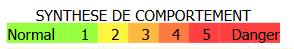 SYNTHESE DE COMPORTEMENT
Normal 1 2 3 4 5 Danger